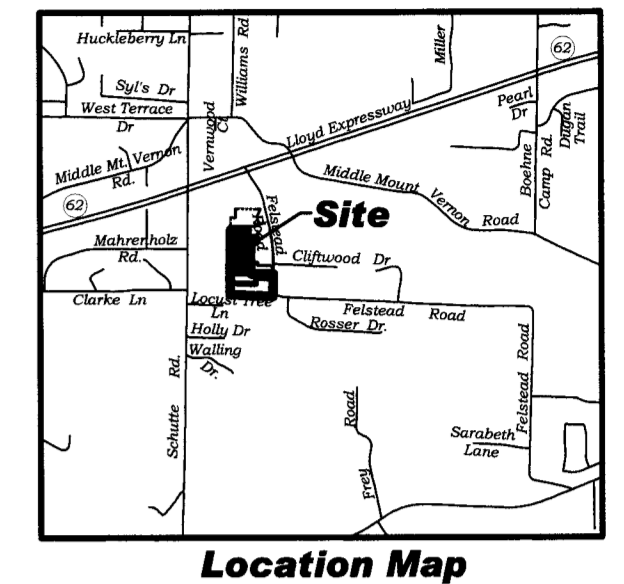 Huckleberry Ln
Williams Rd
Miller
62
Syl's Dr
West Terrace
Dr
Vernwood
Ct
Lloyd Expressway
Pearl
Dr
Dugan
Trail
Boehne
Camp Rd.
Middle Mt. Vernon
Rd.
Middle Mount Vernon Road
62
Felstead
Road
Site
Mahrenholz
Rd.
Cliftwood Dr
Clarke Ln
Locust Tree
Ln
Felstead Road
Rosser Dr.
Holly Dr
Walling
Dr.
Schutte Rd.
Felstead Road
Frey Road
Sarabeth
Lane
Location Map